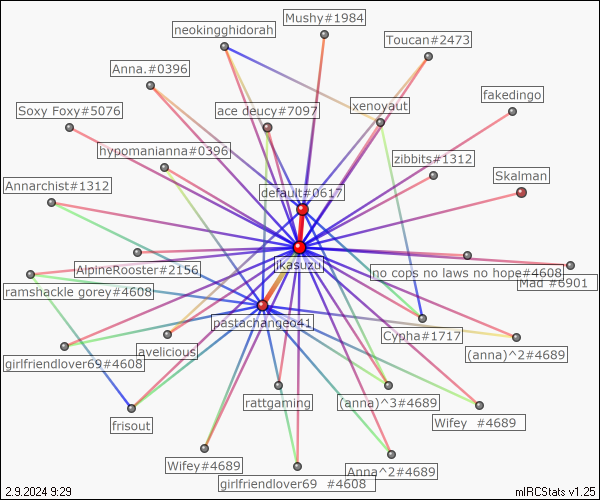 Mushy#1984
neokingghidorah
Toucan#2473
Anna.#0396
fakedingo
Soxy Foxy#5076
ace deucy#7097
xenoyaut
hypomanianna#0396
zibbits#1312
Skalman
Annarchist#1312
default#0617
ikasuzu
AlpineRooster#2156
no cops no laws no hope#4608
Mad #6901
ramshackle gorey#4608
pastachangeo41
Cypha#1717
avelicious
(anna)^2#4689
girlfriendlover69#4608
rattgaming
(anna)^3#4689
frisout
Wifey  #4689
Wifey#4689
Anna^2#4689
girlfriendlover69  #4608
2.9.2024 9:29
mIRCStats v1.25